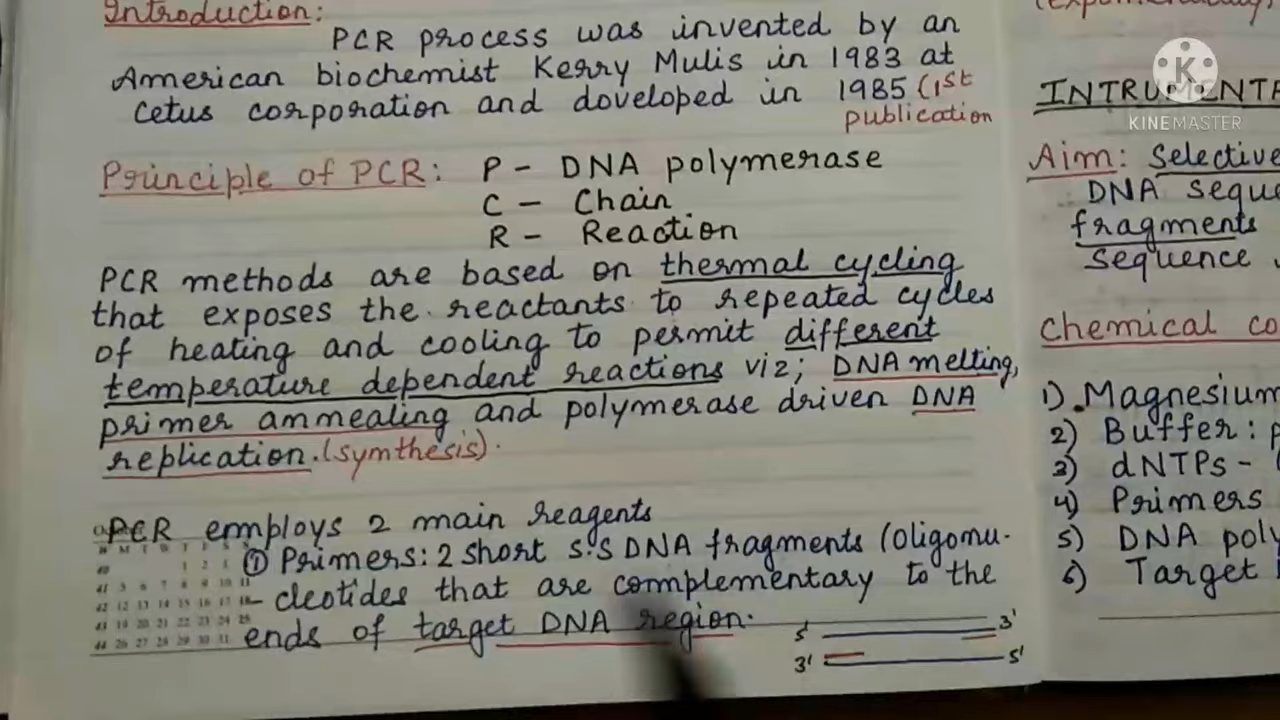 Introduction:
PCR process was invented by an
American biochemist Kerry Mulis in 1983 at
Cetus corporation and doveloped in 1985 (1st
publication
Principle of PCR: P - DNA polymerase
C - Chain
R - Reaction
PCR methods are based on thermal cycling
that exposes the reactants to repeated cycles
of heating and cooling to permit different
temperature dependent reactions viz; DNA melting,
primer ammealing and polymerase driven DNA
replication. (symthesis).
PCR employs 2 main reagents
① Primers: 2 short s.s DNA fragments (oligomu-
- cleotides that are complementary to the
ends of target DNA region.
5' 3'
3' 5'
(exponentially)
INTRUMENTA
Aim: Selective
DNA seque
fragments
sequence
Chemical co
1) Magnesium
2) Buffer: p
3) dNTPs -
4) Primers
5) DNA poly
6) Target
K
KINEMASTER